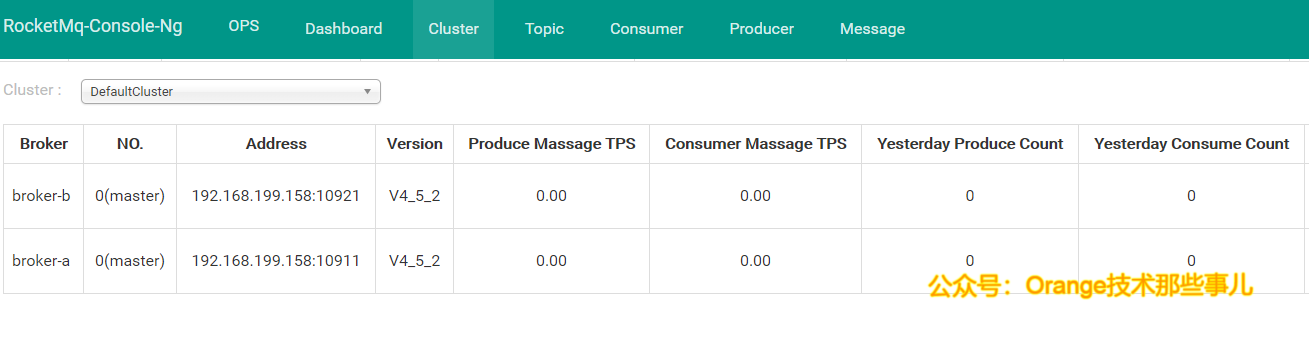 RocketMq-Console-Ng OPS Dashboard Cluster Topic Consumer Producer Message
Cluster : DefaultCluster
Broker NO. Address Version Produce Massage TPS Consumer Massage TPS Yesterday Produce Count Yesterday Consume Count
broker-b 0(master) 192.168.199.158:10921 V4_5_2 0.00 0.00 0 0
broker-a 0(master) 192.168.199.158:10911 V4_5_2 0.00 0.00 0 0
公众号：Orange技术那些事儿